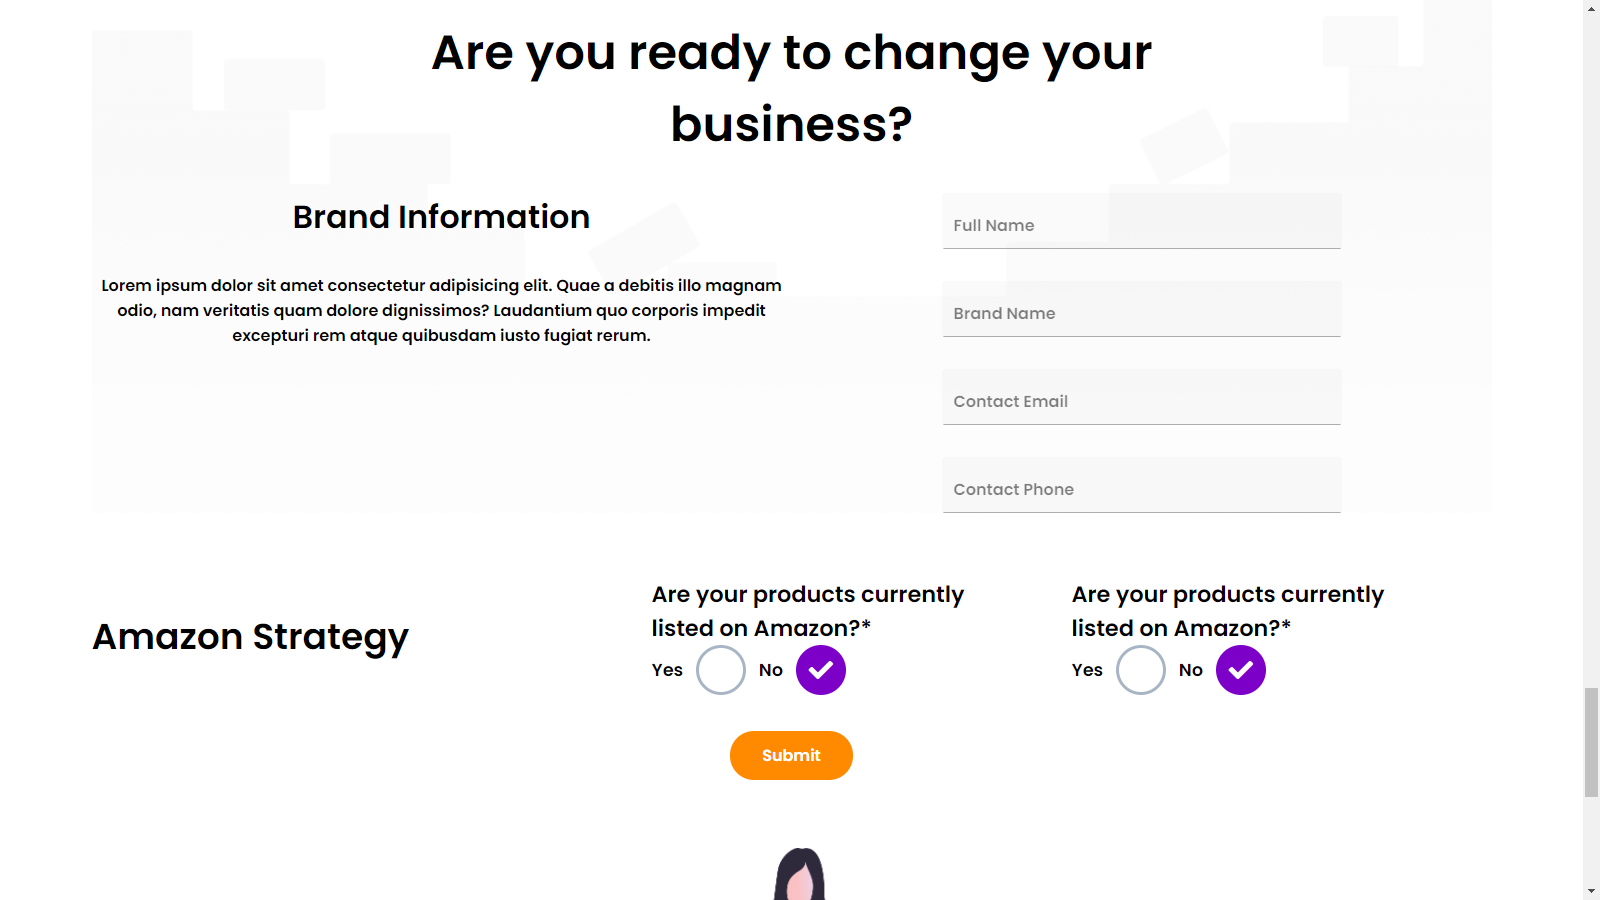 Are you ready to change your
business?
Brand Information
Lorem ipsum dolor sit amet consectetur adipisicing elit. Quae a debitis illo magnam
odio, nam veritatis quam dolore dignissimos? Laudantium quo corporis impedit
excepturi rem atque quibusdam iusto fugiat rerum.
Full Name
Brand Name
Contact Email
Contact Phone
Amazon Strategy
Are your products currently
listed on Amazon?*
Yes No
Are your products currently
listed on Amazon?*
Yes No
Submit